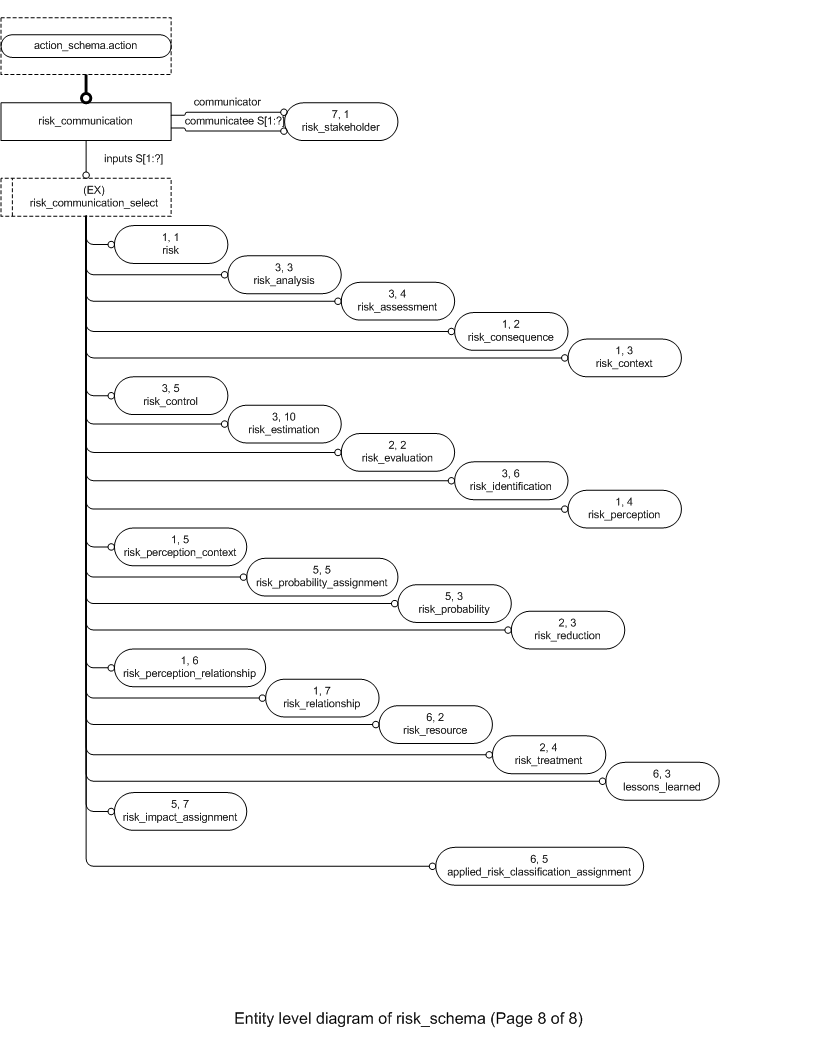 action_schema.action
communicator
risk_communication
communicatee S[1:?]
7, 1
risk_stakeholder
inputs S[1:?]
(EX)
risk_communication_select
1, 1
risk
3, 3
risk_analysis
3, 4
risk_assessment
1, 2
risk_consequence
1, 3
risk_context
3, 5
risk_control
3, 10
risk_estimation
2, 2
risk_evaluation
3, 6
risk_identification
1, 4
risk_perception
1, 5
risk_perception_context
5, 5
risk_probability_assignment
5, 3
risk_probability
2, 3
risk_reduction
1, 6
risk_perception_relationship
1, 7
risk_relationship
6, 2
risk_resource
2, 4
risk_treatment
6, 3
lessons_learned
5, 7
risk_impact_assignment
6, 5
applied_risk_classification_assignment
Entity level diagram of risk_schema (Page 8 of 8)